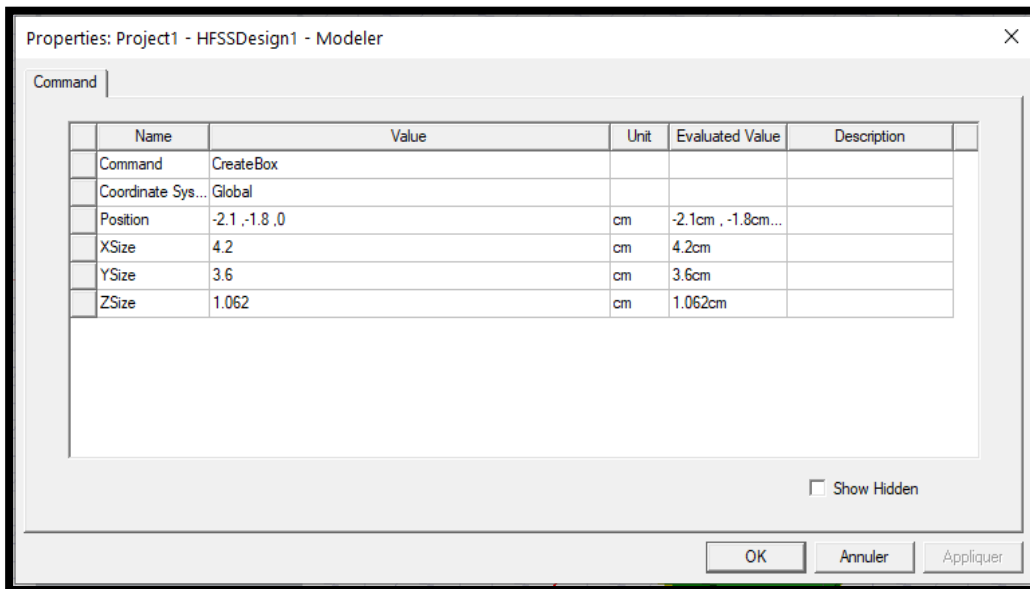 Properties: Project1 - HFSSDesign1 - Modeler
Command
Name Value Unit Evaluated Value Description
Command CreateBox
Coordinate Sys... Global
Position -2.1 ,-1.8 ,0 cm -2.1cm , -1.8cm...
XSize 4.2 cm 4.2cm
YSize 3.6 cm 3.6cm
ZSize 1.062 cm 1.062cm
Show Hidden
OK Annuler Appliquer